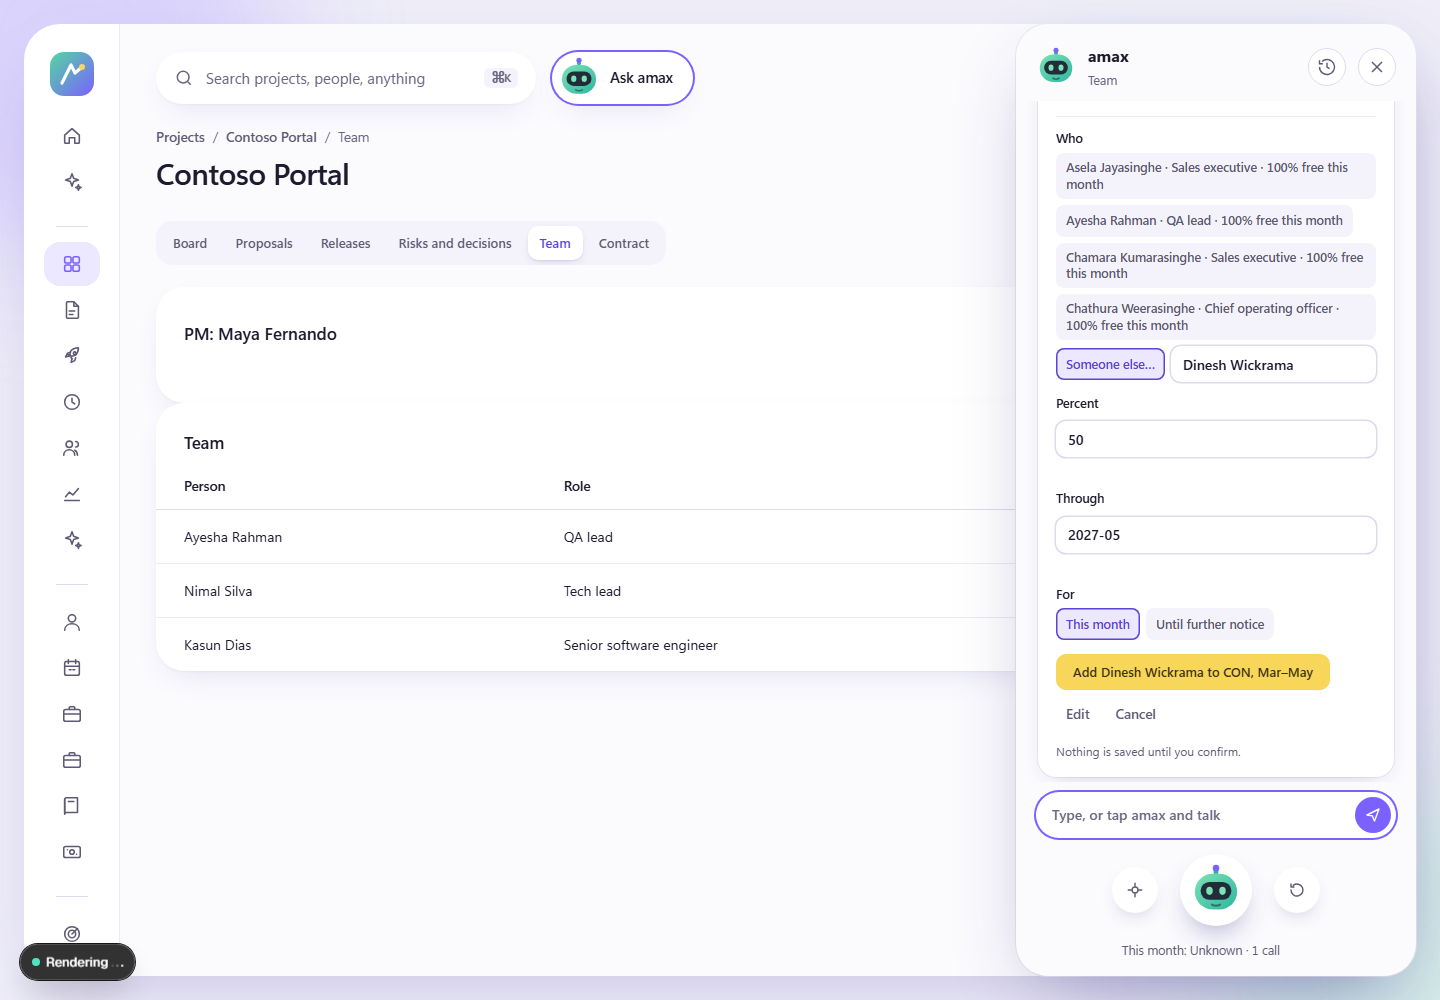 Search projects, people, anything
⌘K
Ask amax
Projects / Contoso Portal / Team
Contoso Portal
Board
Proposals
Releases
Risks and decisions
Team
Contract
PM: Maya Fernando
Team
Person
Role
Ayesha Rahman
QA lead
Nimal Silva
Tech lead
Kasun Dias
Senior software engineer
Rendering...
amax
Team
Who
Asela Jayasinghe · Sales executive · 100% free this
month
Ayesha Rahman · QA lead · 100% free this month
Chamara Kumarasinghe · Sales executive · 100% free
this month
Chathura Weerasinghe · Chief operating officer ·
100% free this month
Someone else...
Dinesh Wickrama
Percent
50
Through
2027-05
For
This month
Until further notice
Add Dinesh Wickrama to CON, Mar–May
Edit
Cancel
Nothing is saved until you confirm.
Type, or tap amax and talk
This month: Unknown · 1 call